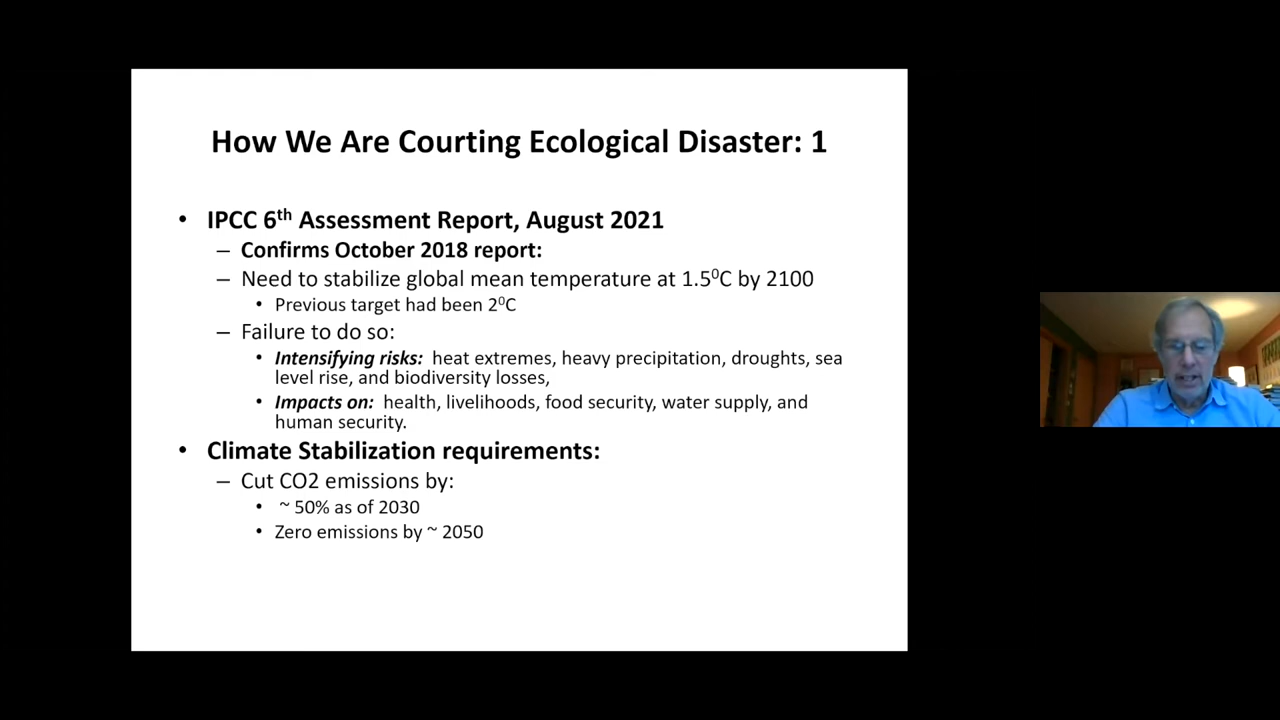 How We Are Courting Ecological Disaster: 1
• IPCC 6th Assessment Report, August 2021
– Confirms October 2018 report:
– Need to stabilize global mean temperature at 1.5⁰C by 2100
• Previous target had been 2⁰C
– Failure to do so:
• Intensifying risks: heat extremes, heavy precipitation, droughts, sea
level rise, and biodiversity losses,
• Impacts on: health, livelihoods, food security, water supply, and
human security.
• Climate Stabilization requirements:
– Cut CO2 emissions by:
• ~ 50% as of 2030
• Zero emissions by ~ 2050